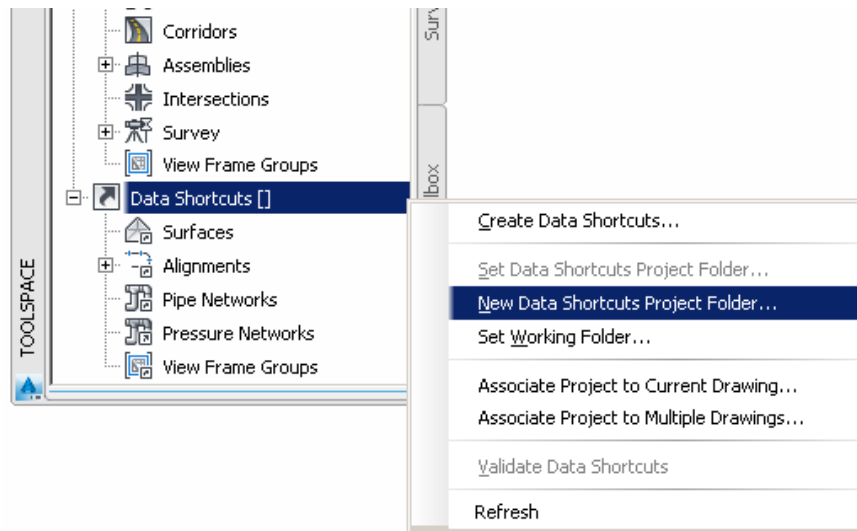 Corridors
Assemblies
Intersections
Survey
View Frame Groups
Data Shortcuts []
Surfaces
Alignments
Pipe Networks
Pressure Networks
View Frame Groups
TOOLSPACE
Create Data Shortcuts...
Set Data Shortcuts Project Folder...
New Data Shortcuts Project Folder...
Set Working Folder...
Associate Project to Current Drawing...
Associate Project to Multiple Drawings...
Validate Data Shortcuts
Refresh